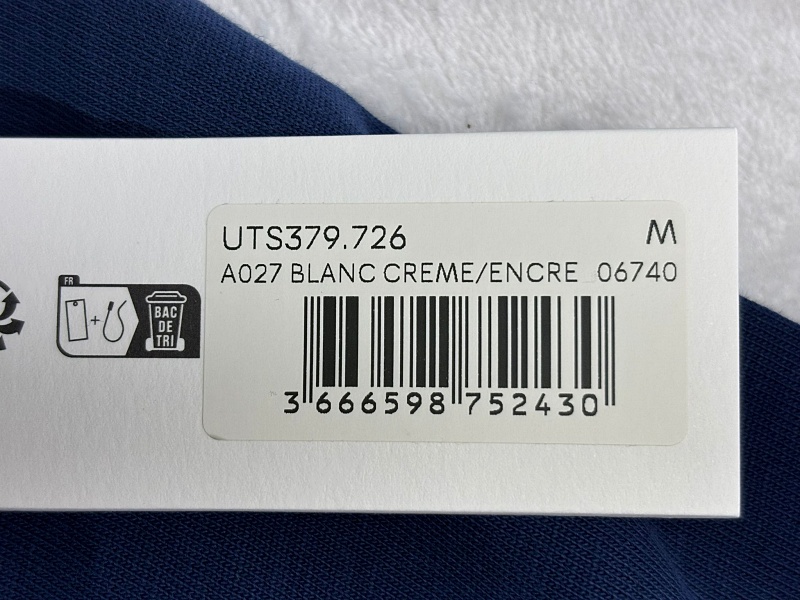 UTS379.726 M
A027 BLANC CREME/ENCRE 06740
FR
+
BAC
DE
TRI
3 666598 752430